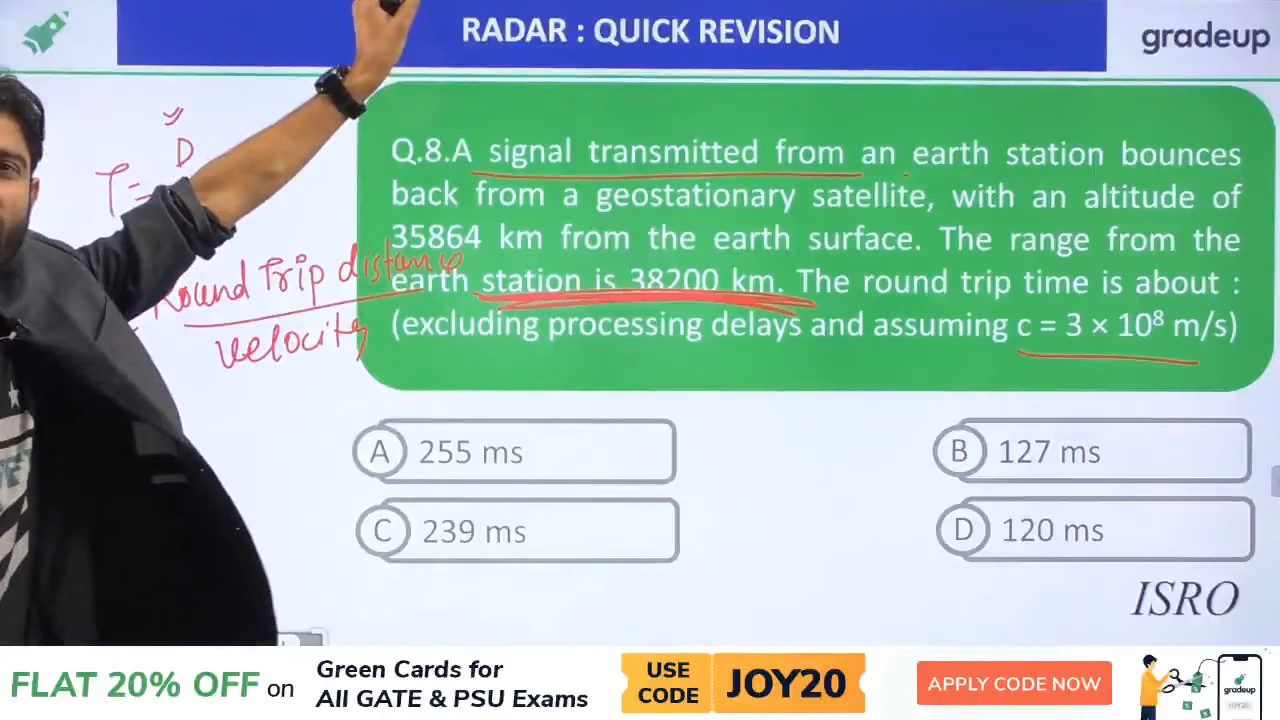 RADAR : QUICK REVISION
gradeup
D
T =
Q.8.A signal transmitted from an earth station bounces
back from a geostationary satellite, with an altitude of
35864 km from the earth surface. The range from the
earth station is 38200 km. The round trip time is about :
(excluding processing delays and assuming c = 3 × 10⁸ m/s)
Round Trip distance
velocity
A 255 ms
B 127 ms
C 239 ms
D 120 ms
ISRO
FLAT 20% OFF on
Green Cards for
All GATE & PSU Exams
USE
CODE
JOY20
APPLY CODE NOW
gradeup